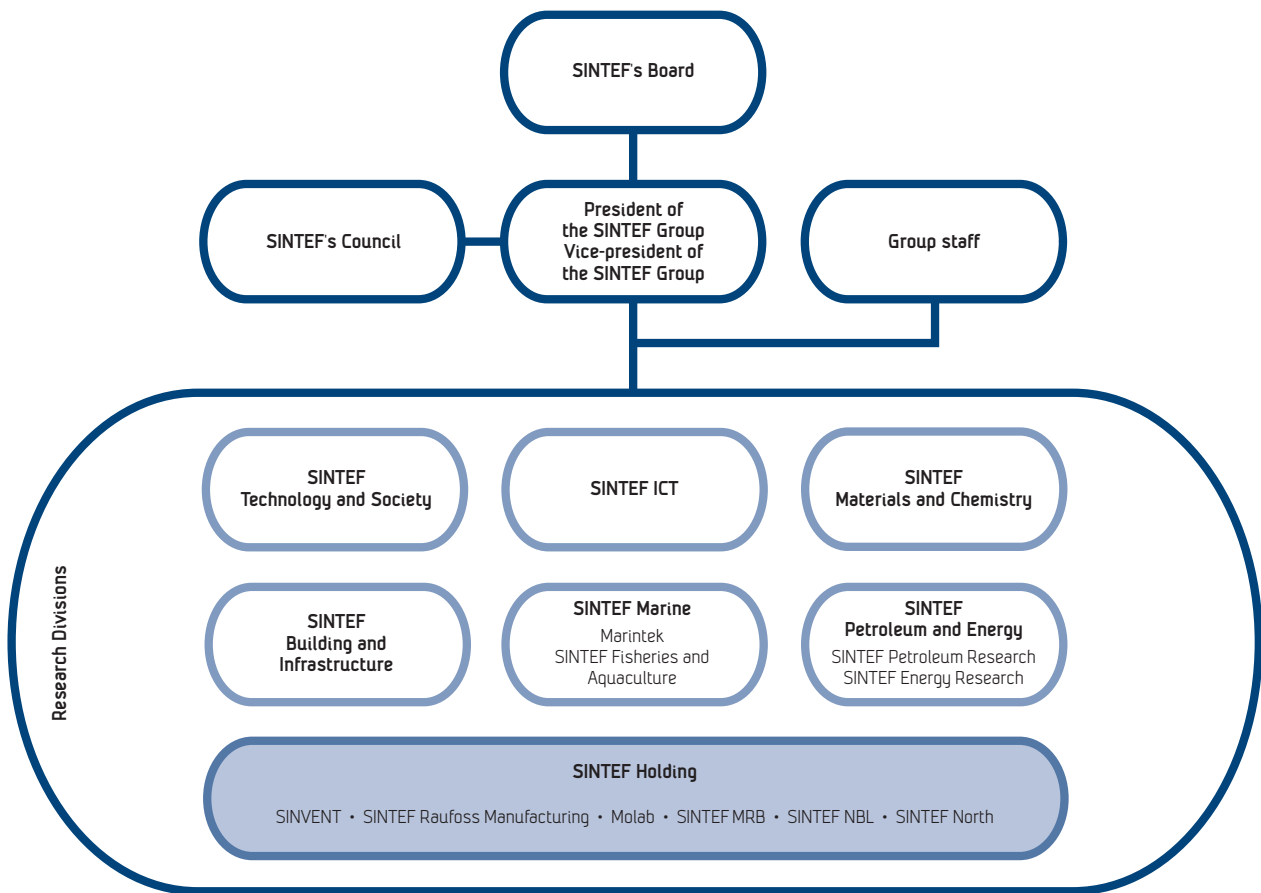 SINTEF's Board
SINTEF's Council
President of
the SINTEF Group
Vice-president of
the SINTEF Group
Group staff
Research Divisions
SINTEF
Technology and Society
SINTEF ICT
SINTEF
Materials and Chemistry
SINTEF
Building and
Infrastructure
SINTEF Marine
Marintek
SINTEF Fisheries and
Aquaculture
SINTEF
Petroleum and Energy
SINTEF Petroleum Research
SINTEF Energy Research
SINTEF Holding
SINVENT • SINTEF Raufoss Manufacturing • Molab • SINTEF MRB • SINTEF NBL • SINTEF North